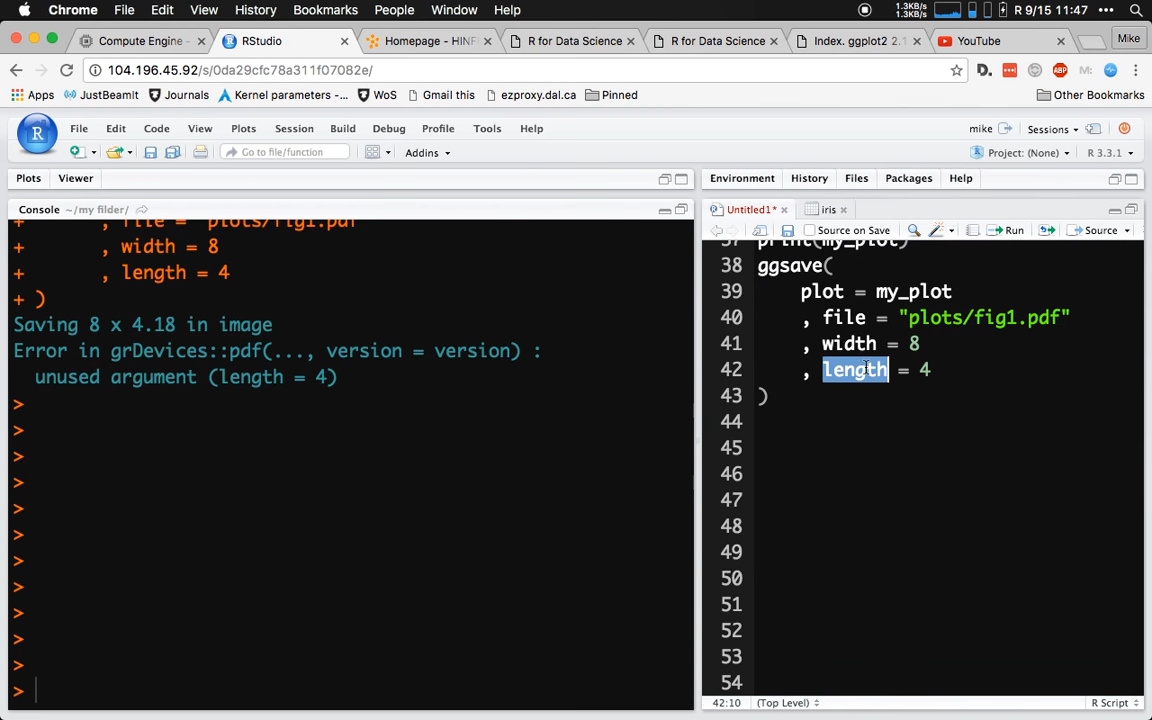 Chrome File Edit View History Bookmarks People Window Help 1.3KB/s 1.3KB/s R 9/15 11:47
Compute Engine - RStudio Homepage - HINF R for Data Science R for Data Science Index. ggplot2 2.1 YouTube Mike
104.196.45.92/s/0da29cfc78a311f07082e/ D. ABP M:
Apps JustBeamIt Journals Kernel parameters -... WoS Gmail this ezproxy.dal.ca Pinned Other Bookmarks
R File Edit Code View Plots Session Build Debug Profile Tools Help mike Sessions
Go to file/function Addins Project: (None) R 3.3.1
Plots Viewer
Environment History Files Packages Help
Console ~/my filder/
Untitled1* iris
Source on Save Run Source
+ , file = "plots/fig1.pdf"
+ , width = 8
+ , length = 4
+ )
Saving 8 x 4.18 in image
Error in grDevices::pdf(..., version = version) :
unused argument (length = 4)
>
>
>
>
>
>
>
>
>
>
>
>
37 print(my_plot)
38 ggsave(
39 plot = my_plot
40 , file = "plots/fig1.pdf"
41 , width = 8
42 , length = 4
43 )
44
45
46
47
48
49
50
51
52
53
54
42:10 (Top Level) R Script